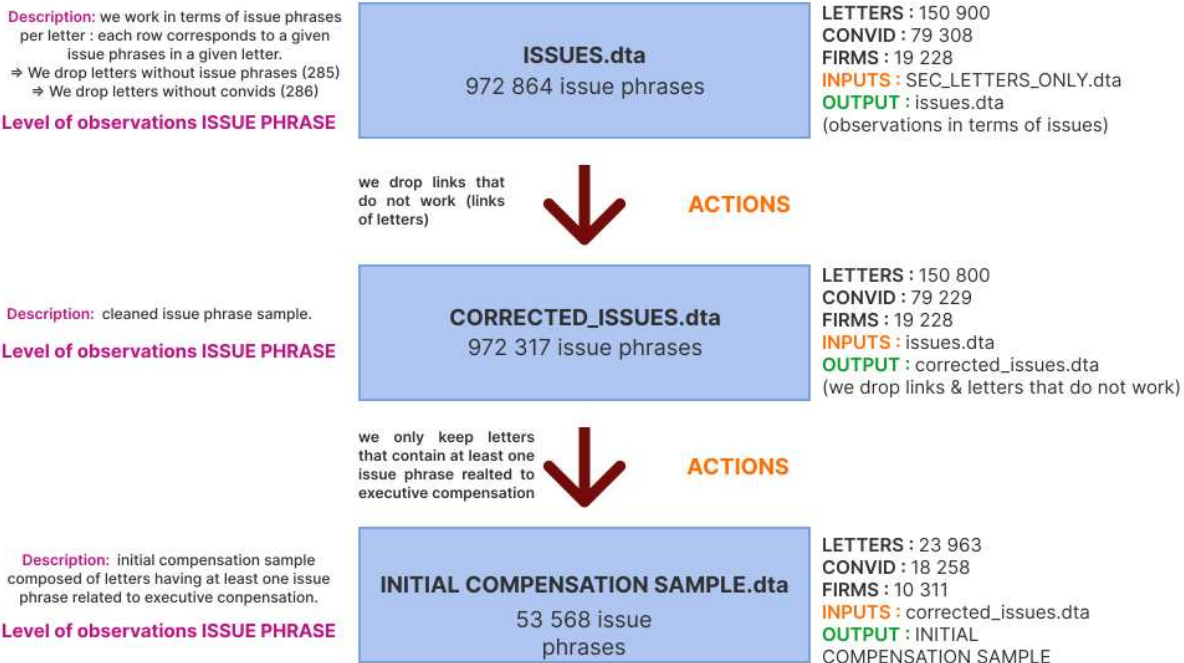 Description: we work in terms of issue phrases
per letter : each row corresponds to a given
issue phrases in a given letter.
⇒ We drop letters without issue phrases (285)
⇒ We drop letters without convids (286)
Level of observations ISSUE PHRASE
ISSUES.dta
972 864 issue phrases
LETTERS : 150 900
CONVID : 79 308
FIRMS : 19 228
INPUTS : SEC_LETTERS_ONLY.dta
OUTPUT : issues.dta
(observations in terms of issues)
we drop links that
do not work (links
of letters)
ACTIONS
Description: cleaned issue phrase sample.
Level of observations ISSUE PHRASE
CORRECTED_ISSUES.dta
972 317 issue phrases
LETTERS : 150 800
CONVID : 79 229
FIRMS : 19 228
INPUTS : issues.dta
OUTPUT : corrected_issues.dta
(we drop links & letters that do not work)
we only keep letters
that contain at least one
issue phrase realted to
executive compensation
ACTIONS
Description: initial compensation sample
composed of letters having at least one issue
phrase related to executive conpensation.
Level of observations ISSUE PHRASE
INITIAL COMPENSATION SAMPLE.dta
53 568 issue
phrases
LETTERS : 23 963
CONVID : 18 258
FIRMS : 10 311
INPUTS : corrected_issues.dta
OUTPUT : INITIAL
COMPENSATION SAMPLE